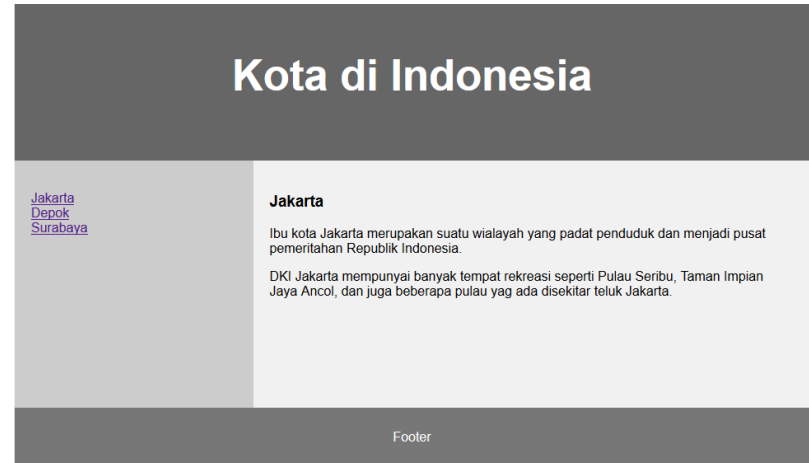 Kota di Indonesia
Jakarta
Depok
Surabaya
Jakarta
Ibu kota Jakarta merupakan suatu wialayah yang padat penduduk dan menjadi pusat
pemeritahan Republik Indonesia.
DKI Jakarta mempunyai banyak tempat rekreasi seperti Pulau Seribu, Taman Impian
Jaya Ancol, dan juga beberapa pulau yag ada disekitar teluk Jakarta.
Footer